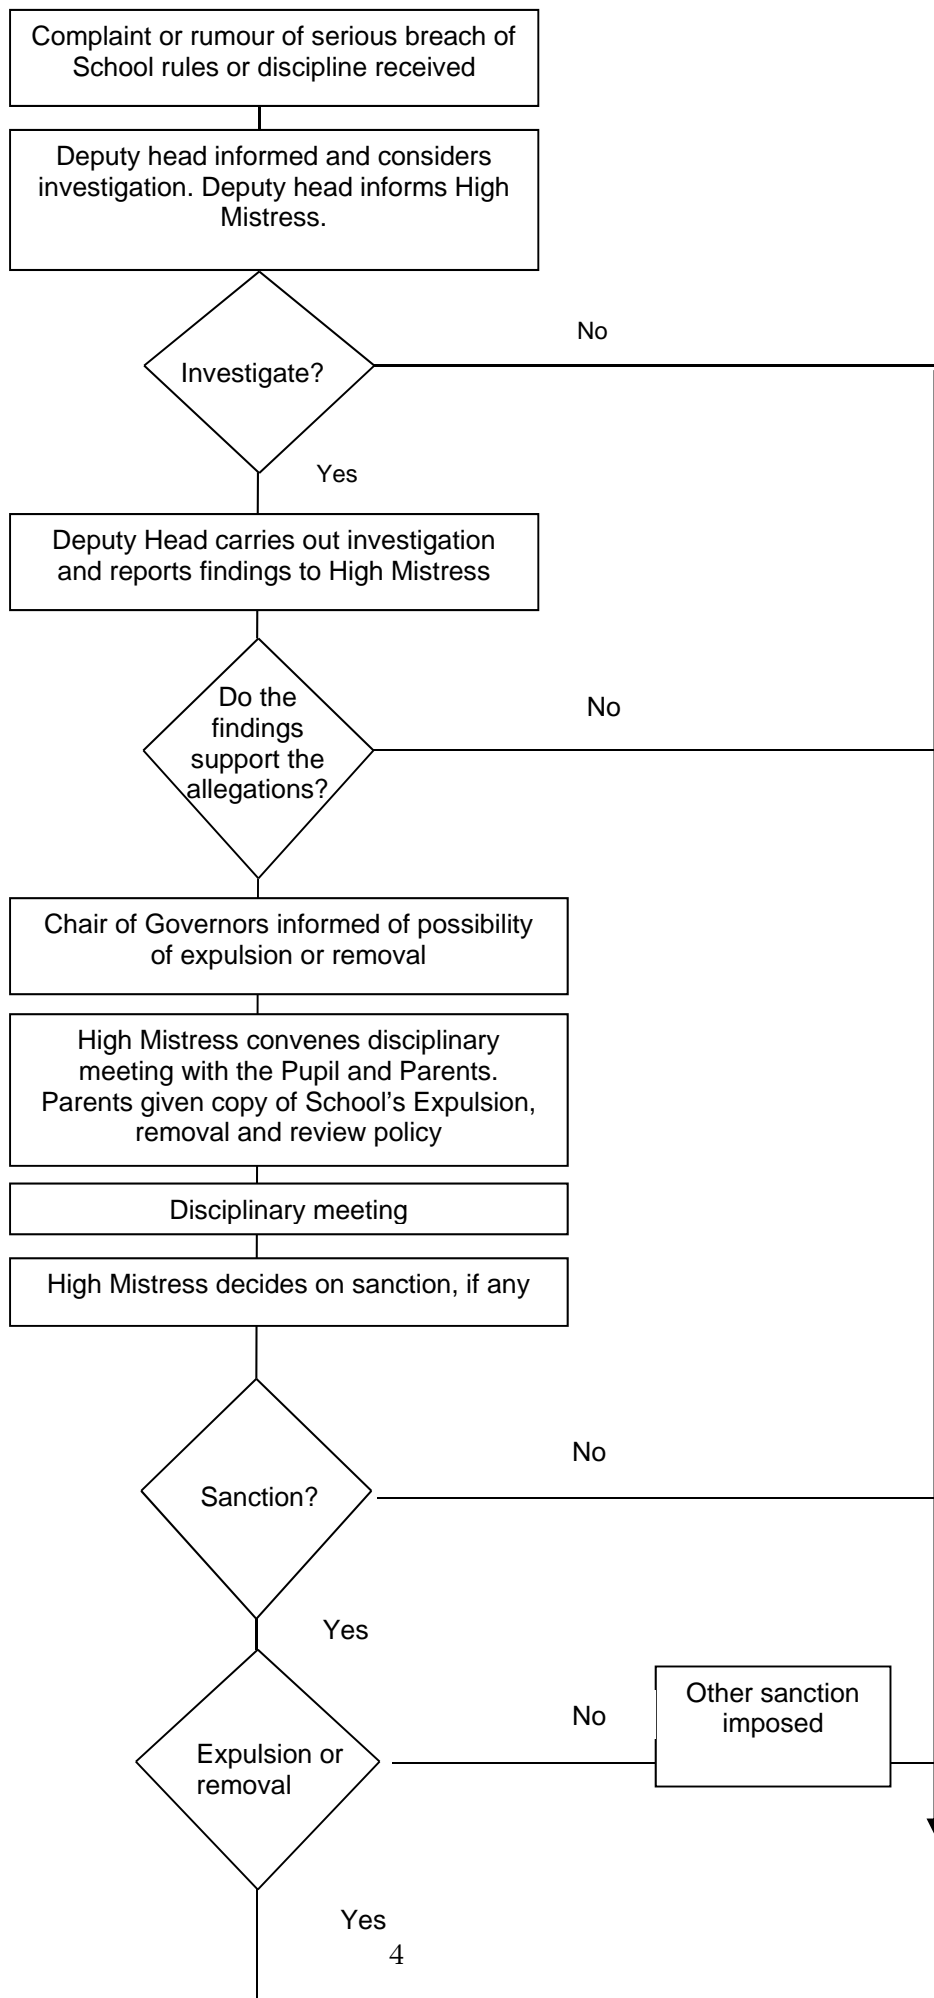 Complaint or rumour of serious breach of
School rules or discipline received
Deputy head informed and considers
investigation. Deputy head informs High
Mistress.
No
Investigate?
Yes
Deputy Head carries out investigation
and reports findings to High Mistress
Do the
findings
support the
allegations?
No
Chair of Governors informed of possibility
of expulsion or removal
High Mistress convenes disciplinary
meeting with the Pupil and Parents.
Parents given copy of School’s Expulsion,
removal and review policy
Disciplinary meeting
High Mistress decides on sanction, if any
No
Sanction?
Yes
Expulsion or
removal
No
Other sanction
imposed
Yes
4